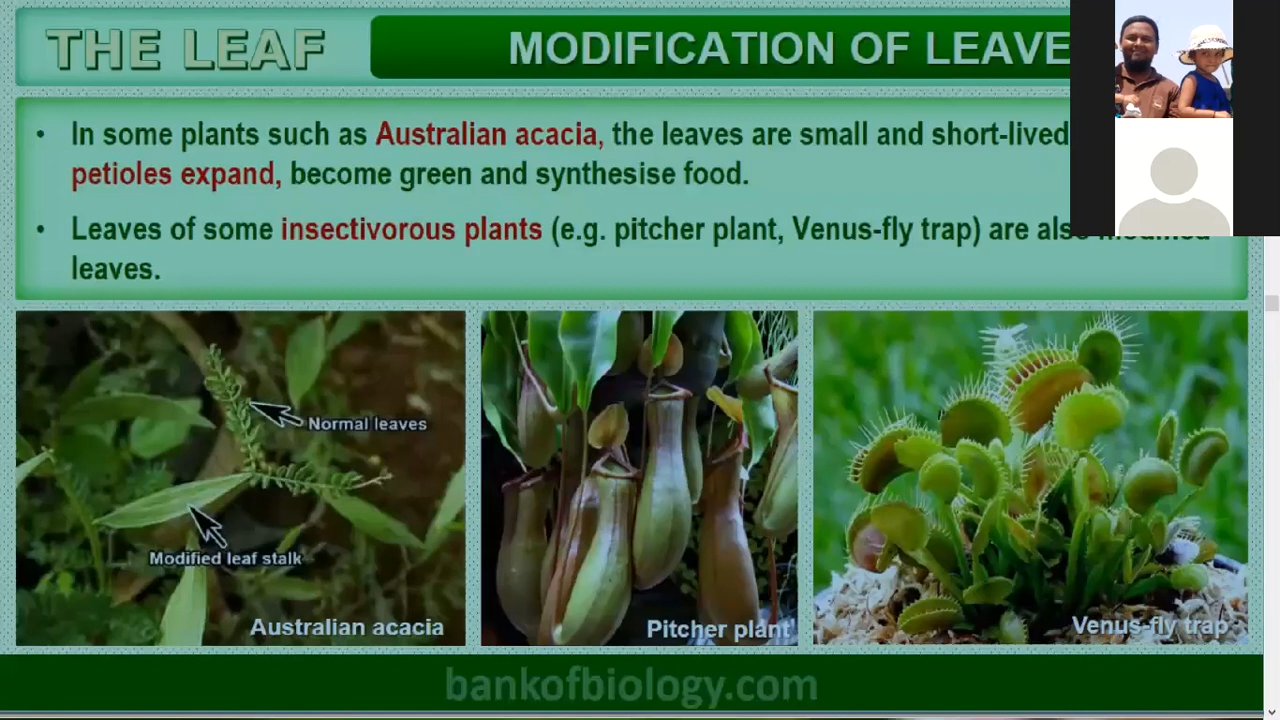 THE LEAF
MODIFICATION OF LEAVE
• In some plants such as Australian acacia, the leaves are small and short-lived
petioles expand, become green and synthesise food.
• Leaves of some insectivorous plants (e.g. pitcher plant, Venus-fly trap) are also modified
leaves.
Normal leaves
Modified leaf stalk
Australian acacia
Pitcher plant
Venus-fly trap
bankofbiology.com